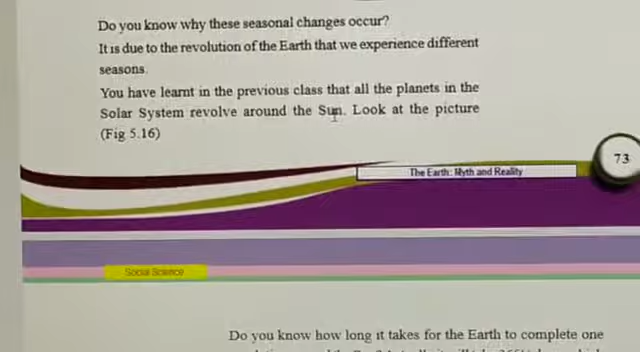 Do you know why these seasonal changes occur?
It is due to the revolution of the Earth that we experience different
seasons.
You have learnt in the previous class that all the planets in the
Solar System revolve around the Sun. Look at the picture
(Fig 5.16)
73
The Earth: Myth and Reality
Social Science
Do you know how long it takes for the Earth to complete one